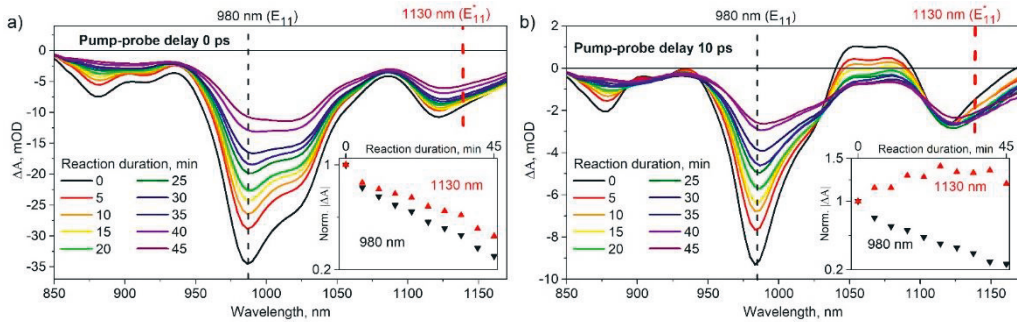 a)
980 nm (E11)
1130 nm (E*11)
Pump-probe delay 0 ps
0
-5
-10
-15
-20
-25
-30
-35
ΔA, mOD
Reaction duration, min
0 25
5 30
10 35
15 40
20 45
850 900 950 1000 1050 1100 1150
Wavelength, nm
0 Reaction duration, min 45
1
0.2
Norm. |ΔA|
1130 nm
980 nm
b)
980 nm (E11)
1130 nm (E*11)
Pump-probe delay 10 ps
2
0
-2
-4
-6
-8
-10
ΔA, mOD
Reaction duration, min
0 25
5 30
10 35
15 40
20 45
850 900 950 1000 1050 1100 1150
Wavelength, nm
Reaction duration, min
0 45
1.5
1
0.2
Norm. |ΔA|
1130 nm
980 nm